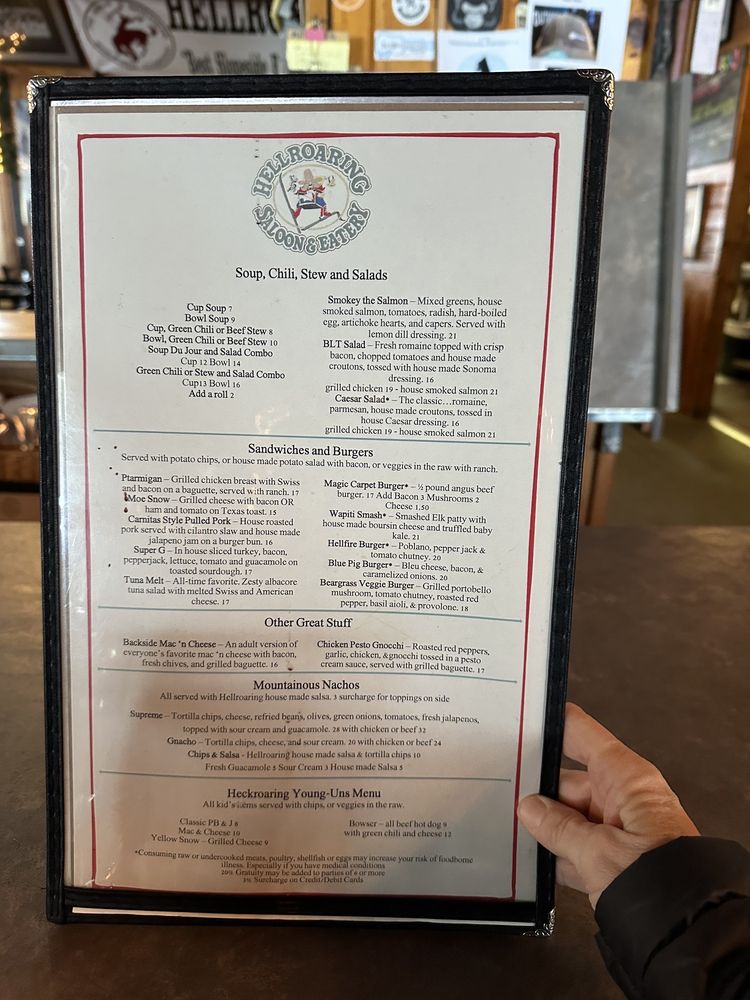 HELLRO
HELLROARING
SALOON & EATERY
Soup, Chili, Stew and Salads
Cup Soup 7
Bowl Soup 9
Cup, Green Chili or Beef Stew 8
Bowl, Green Chili or Beef Stew 10
Soup Du Jour and Salad Combo
Cup 12 Bowl 14
Green Chili or Stew and Salad Combo
Cup13 Bowl 16
Add a roll 2
Smokey the Salmon – Mixed greens, house
smoked salmon, tomatoes, radish, hard-boiled
egg, artichoke hearts, and capers. Served with
lemon dill dressing. 21
BLT Salad – Fresh romaine topped with crisp
bacon, chopped tomatoes and house made
croutons, tossed with house made Sonoma
dressing. 16
grilled chicken 19 - house smoked salmon 21
Caesar Salad* – The classic...romaine,
parmesan, house made croutons, tossed in
house Caesar dressing. 16
grilled chicken 19 - house smoked salmon 21
Sandwiches and Burgers
Served with potato chips, or house made potato salad with bacon, or veggies in the raw with ranch.
Ptarmigan – Grilled chicken breast with Swiss
and bacon on a baguette, served with ranch. 17
Moe Snow – Grilled cheese with bacon OR
ham and tomato on Texas toast. 15
Carnitas Style Pulled Pork – House roasted
pork served with cilantro slaw and house made
jalapeno jam on a burger bun. 16
Super G – In house sliced turkey, bacon,
pepperjack, lettuce, tomato and guacamole on
toasted sourdough. 17
Tuna Melt – All-time favorite. Zesty albacore
tuna salad with melted Swiss and American
cheese. 17
Magic Carpet Burger* – ½ pound angus beef
burger. 17 Add Bacon 3 Mushrooms 2
Cheese 1.50
Wapiti Smash* – Smashed Elk patty with
house made boursin cheese and truffled baby
kale. 21
Hellfire Burger* – Poblano, pepper jack &
tomato chutney. 20
Blue Pig Burger* – Bleu cheese, bacon, &
caramelized onions. 20
Beargrass Veggie Burger – Grilled portobello
mushroom, tomato chutney, roasted red
pepper, basil aioli, & provolone. 18
Other Great Stuff
Backside Mac 'n Cheese – An adult version of
everyone's favorite mac 'n cheese with bacon,
fresh chives, and grilled baguette. 16
Chicken Pesto Gnocchi – Roasted red peppers,
garlic, chicken, &gnocchi tossed in a pesto
cream sauce, served with grilled baguette. 17
Mountainous Nachos
All served with Hellroaring house made salsa. 3 surcharge for toppings on side
Supreme – Tortilla chips, cheese, refried beans, olives, green onions, tomatoes, fresh jalapenos,
topped with sour cream and guacamole. 28 with chicken or beef 32
Gnacho – Tortilla chips, cheese, and sour cream. 20 with chicken or beef 24
Chips & Salsa - Hellroaring house made salsa & tortilla chips 10
Fresh Guacamole 5 Sour Cream 3 House made Salsa 5
Heckroaring Young-Uns Menu
All kid's items served with chips, or veggies in the raw.
Classic PB & J 8
Mac & Cheese 10
Yellow Snow – Grilled Cheese 9
Bowser – all beef hot dog 9
with green chili and cheese 12
*Consuming raw or undercooked meats, poultry, shellfish or eggs may increase your risk of foodborne
illness. Especially if you have medical conditions
20% Gratuity may be added to parties of 6 or more
3% Surcharge on Credit/Debit Cards